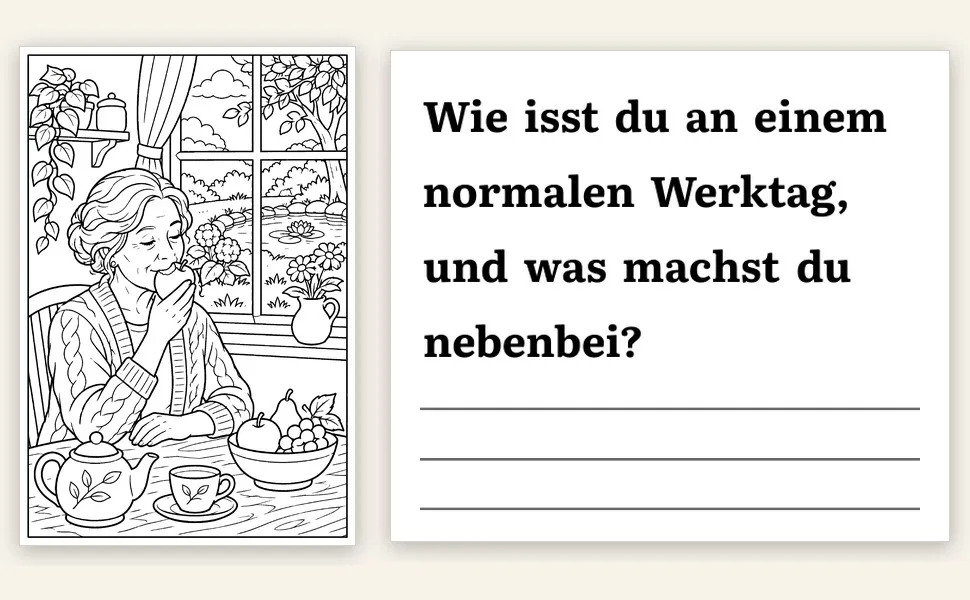 Wie isst du an einem
normalen Werktag,
und was machst du
nebenbei?